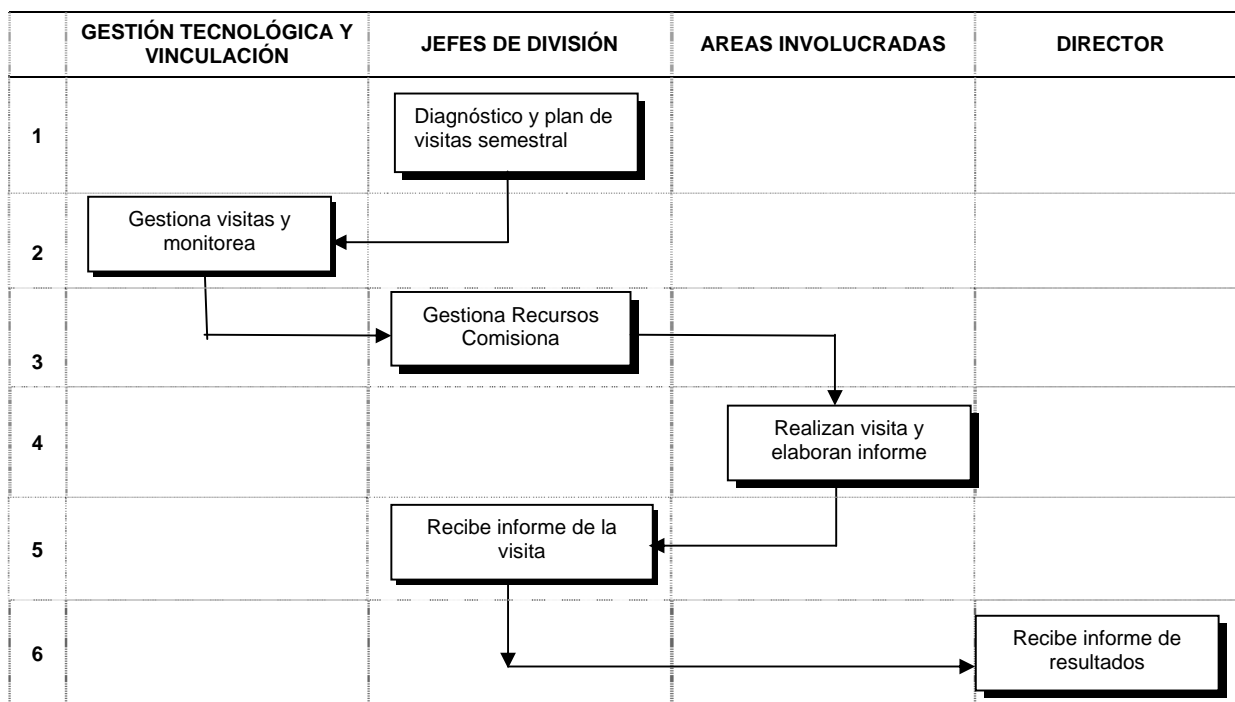 GESTIÓN TECNOLÓGICA Y
VINCULACIÓN
JEFES DE DIVISIÓN
AREAS INVOLUCRADAS
DIRECTOR
1
Diagnóstico y plan de
visitas semestral
2
Gestiona visitas y
monitorea
3
Gestiona Recursos
Comisiona
4
Realizan visita y
elaboran informe
5
Recibe informe de la
visita
6
Recibe informe de
resultados